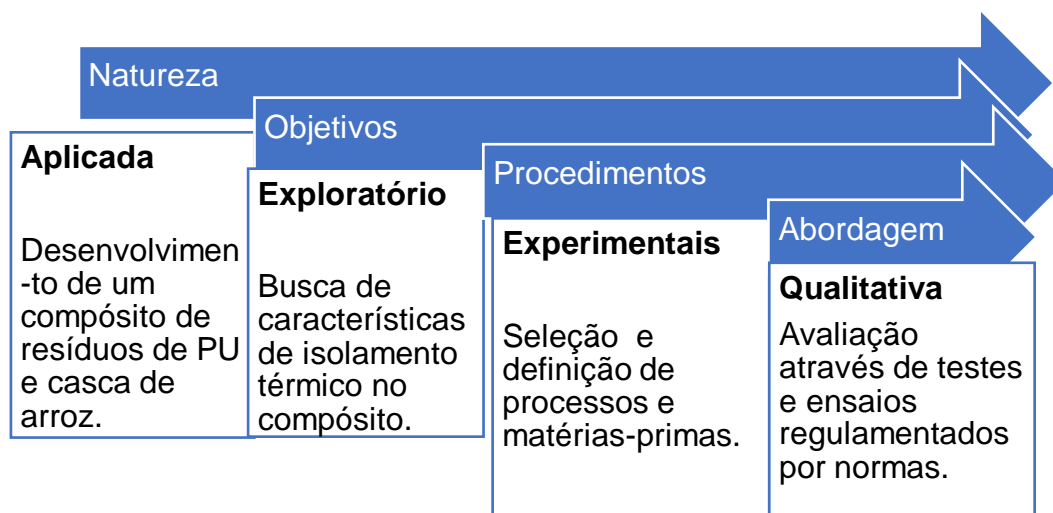 Natureza
Aplicada
Desenvolvimen
-to de um
compósito de
resíduos de PU
e casca de
arroz.
Objetivos
Exploratório
Busca de
características
de isolamento
térmico no
compósito.
Procedimentos
Experimentais
Seleção e
definição de
processos e
matérias-primas.
Abordagem
Qualitativa
Avaliação
através de testes
e ensaios
regulamentados
por normas.